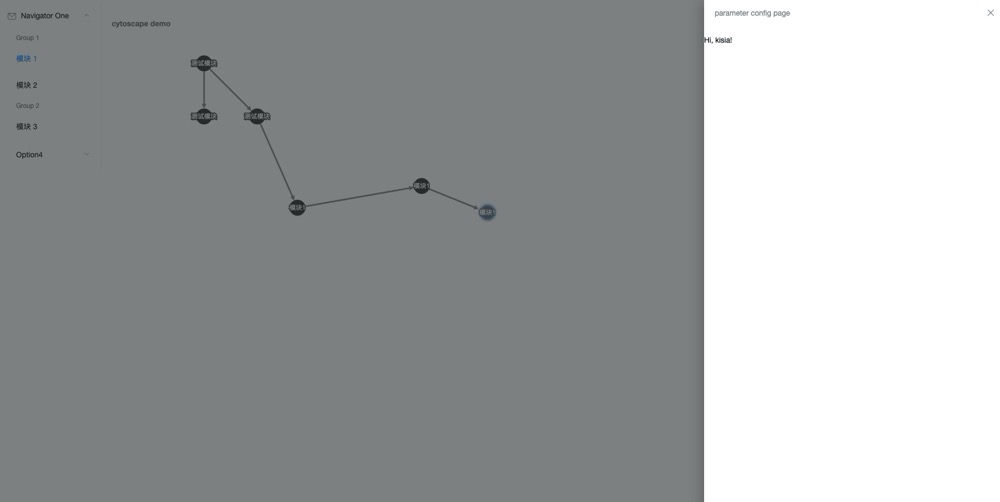 Navigator One
Group 1
模块 1
模块 2
Group 2
模块 3
Option4
cytoscape demo
测试模块
测试模块
测试模块
模块1
模块1
模块1
parameter config page
Hi, kisia!